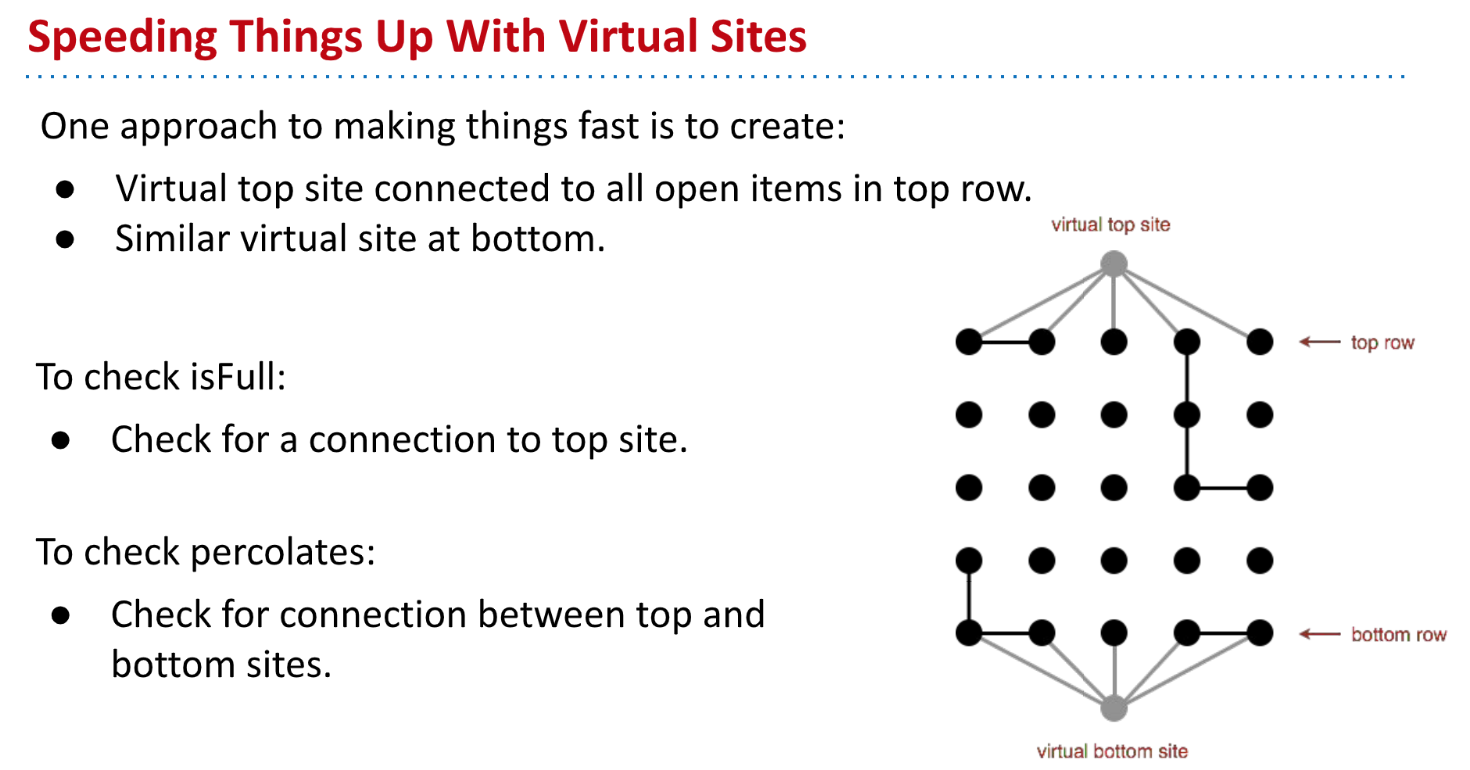 Speeding Things Up With Virtual Sites
One approach to making things fast is to create:
● Virtual top site connected to all open items in top row.
● Similar virtual site at bottom.
To check isFull:
● Check for a connection to top site.
To check percolates:
● Check for connection between top and
bottom sites.
virtual top site
top row
bottom row
virtual bottom site